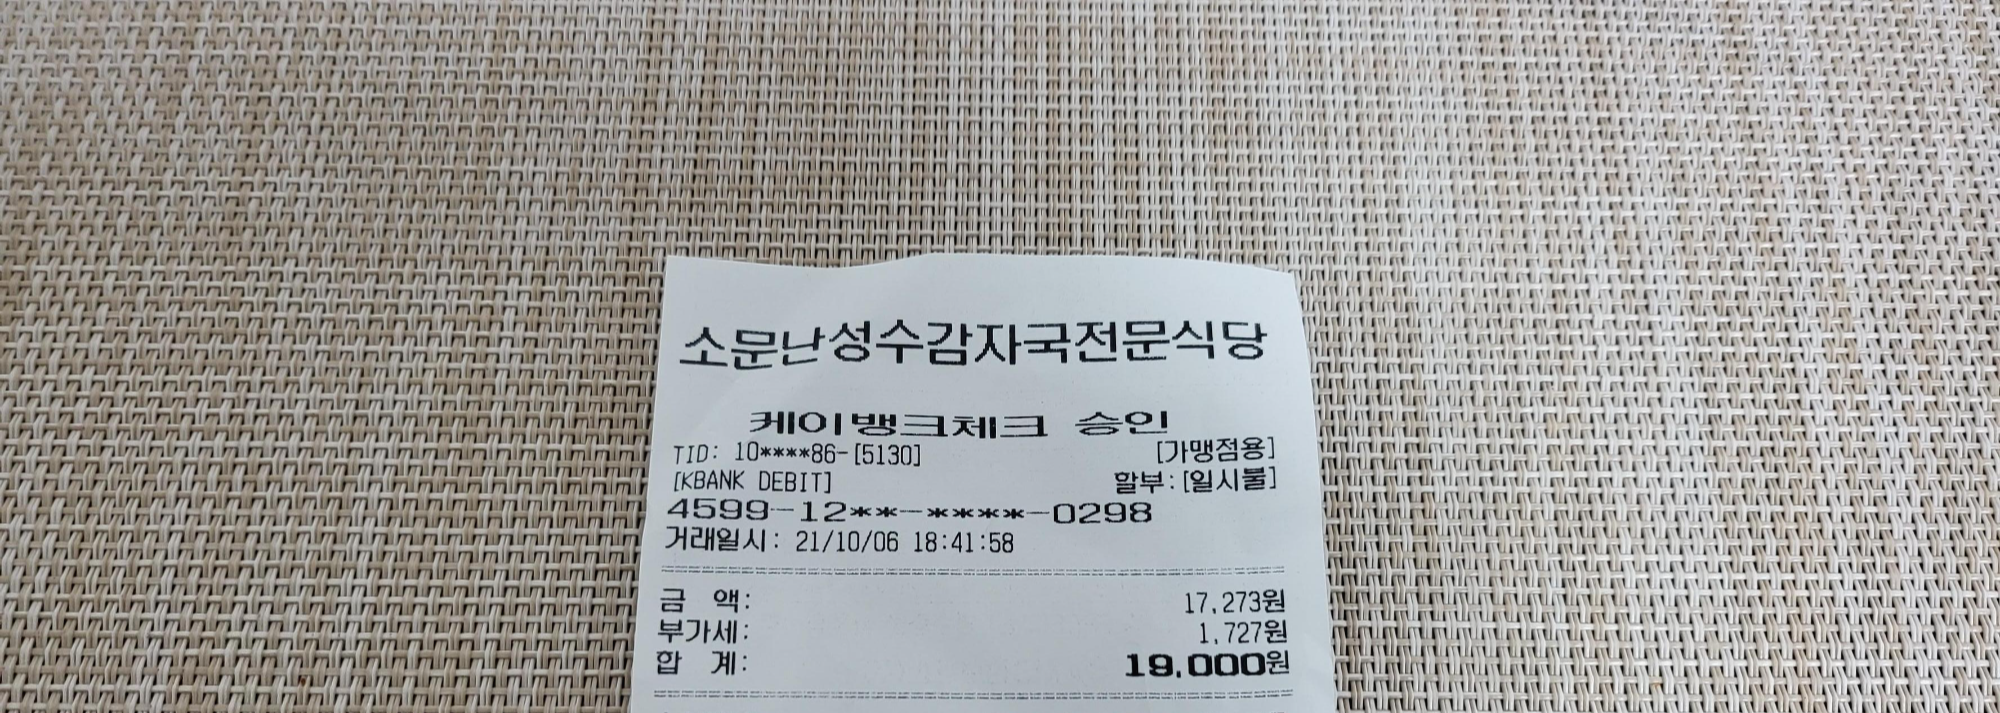 소문난성수감자국전문식당
케이뱅크체크 승인
TID: 10****86-[5130] [가맹점용]
[KBANK DEBIT] 할부:[일시불]
4599-12**-****-0298
거래일시: 21/10/06 18:41:58
금 액: 17,273원
부가세: 1,727원
합 계: 19,000원